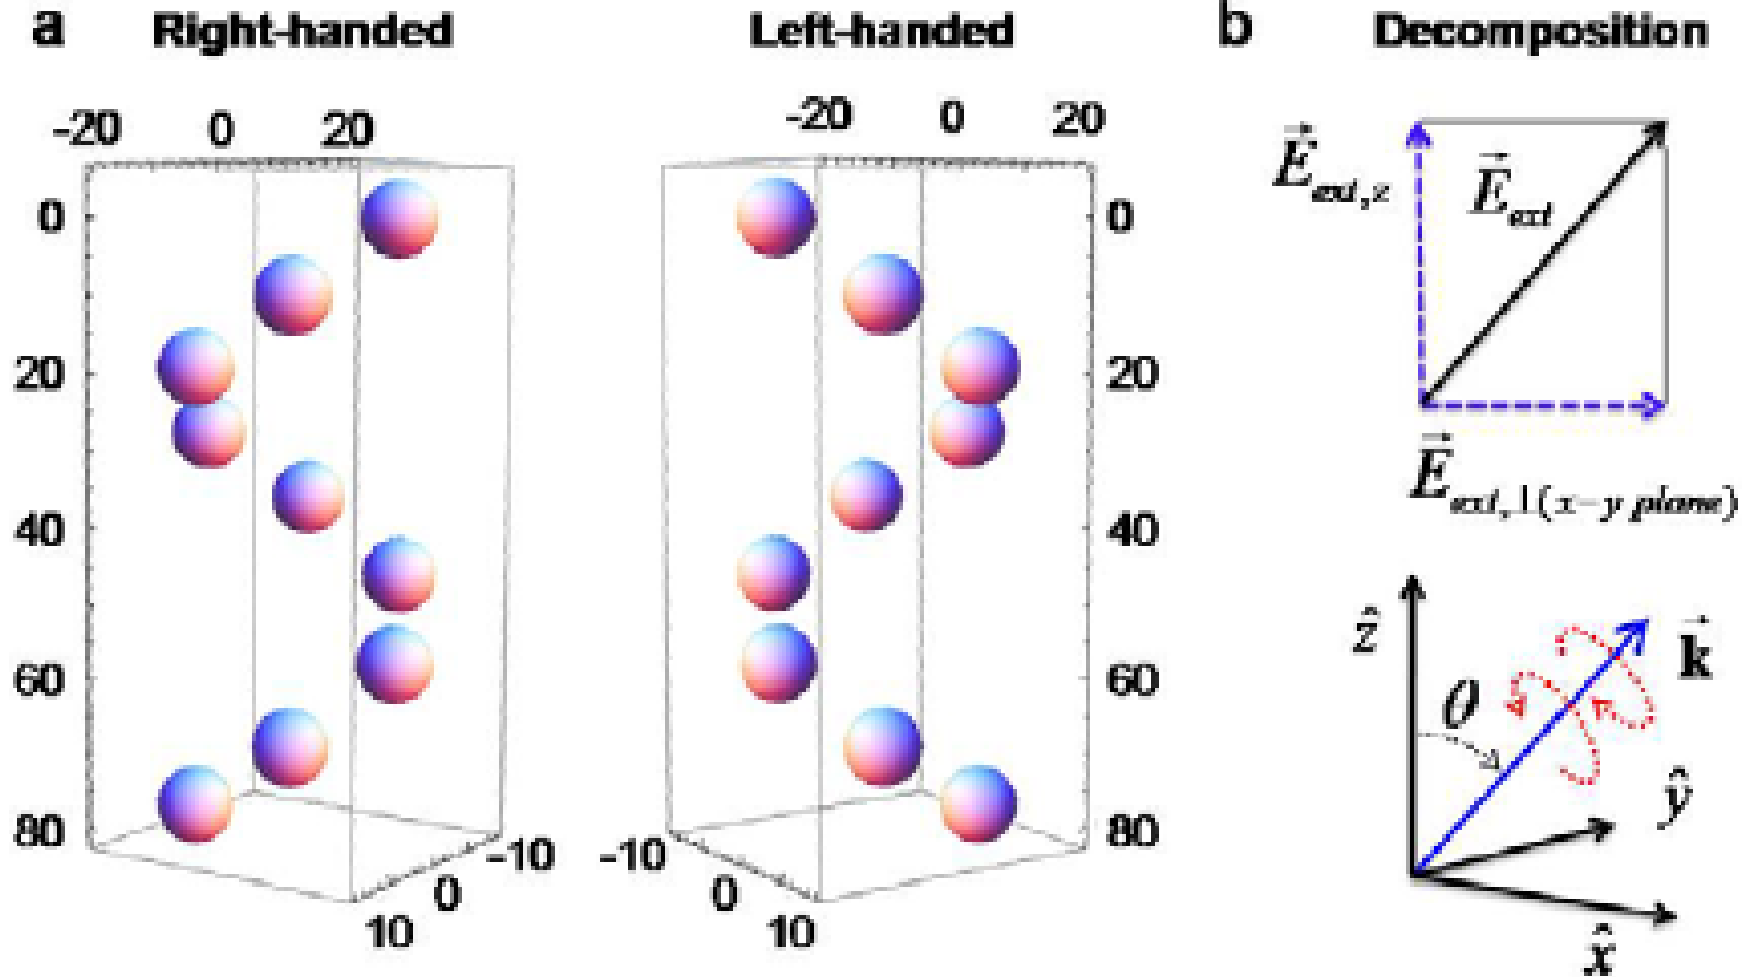 a Right-handed Left-handed b Decomposition
-20 0 20 -20 0 20
0 0
20 20
40 40
60 60
80 80
-10 -10
0 0
10 10
E⃗ext,z
E⃗ext
E⃗ext,⊥(x-y plane)
ẑ
k⃗
θ
ŷ
x̂